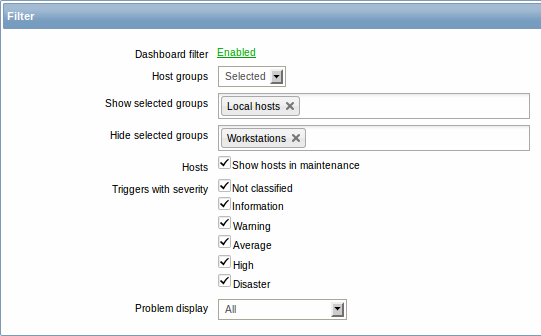 Filter
Dashboard filter Enabled
Host groups Selected
Show selected groups Local hosts
Hide selected groups Workstations
Hosts Show hosts in maintenance
Triggers with severity Not classified
Information
Warning
Average
High
Disaster
Problem display All